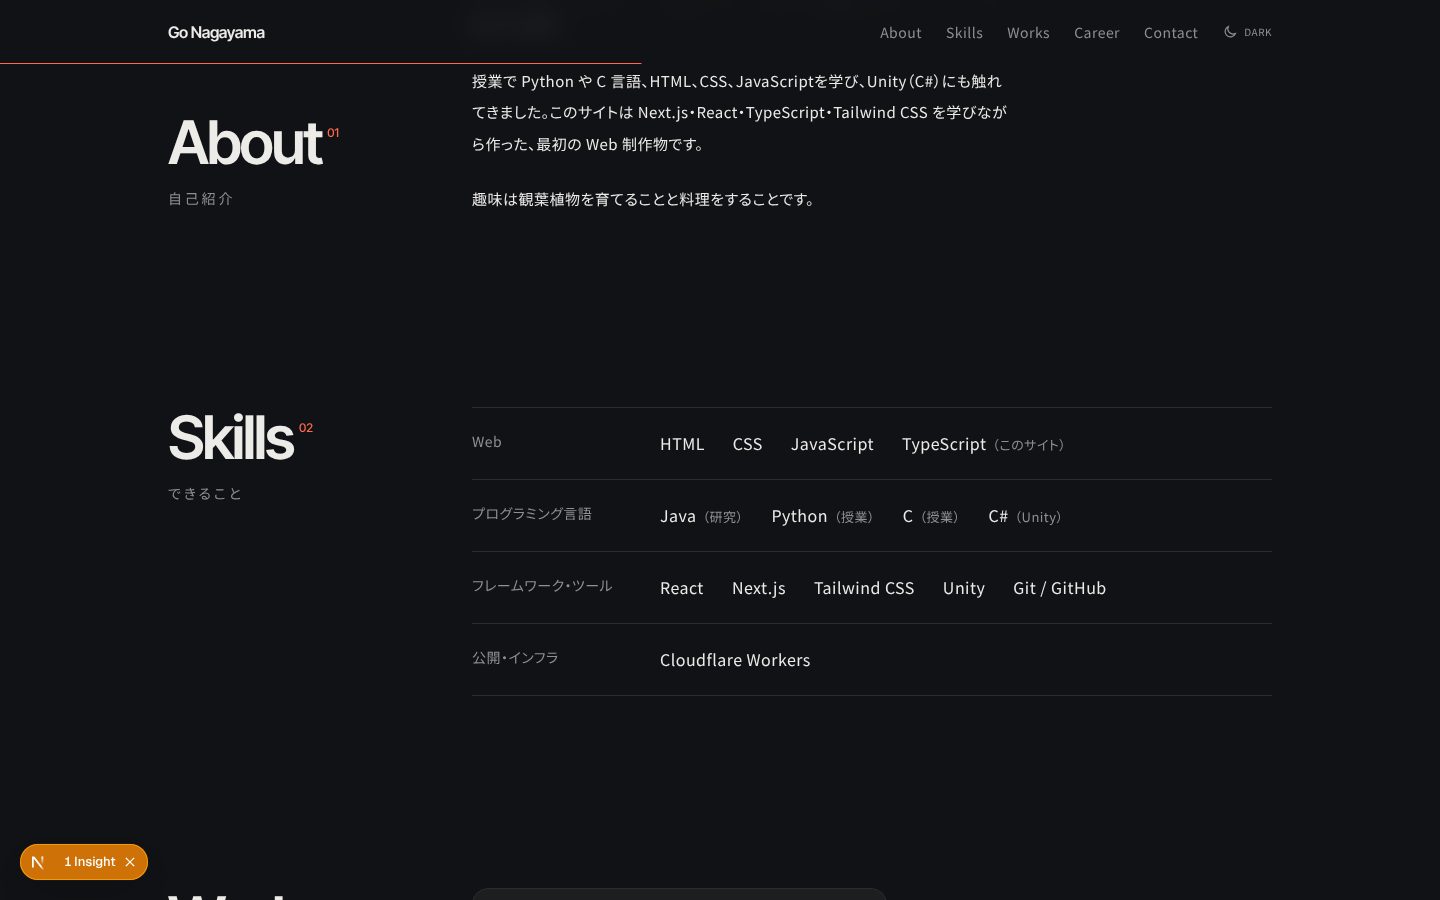 Go Nagayama
About Skills Works Career Contact DARK
授業で Python や C 言語、HTML、CSS、JavaScriptを学び、Unity（C#）にも触れ
てきました。このサイトは Next.js・React・TypeScript・Tailwind CSS を学びなが
ら作った、最初の Web 制作物です。
趣味は観葉植物を育てることと料理をすることです。
About 01
自己紹介
Skills 02
できること
Web HTML CSS JavaScript TypeScript （このサイト）
プログラミング言語 Java （研究） Python （授業） C （授業） C# （Unity）
フレームワーク・ツール React Next.js Tailwind CSS Unity Git / GitHub
公開・インフラ Cloudflare Workers
N 1 Insight